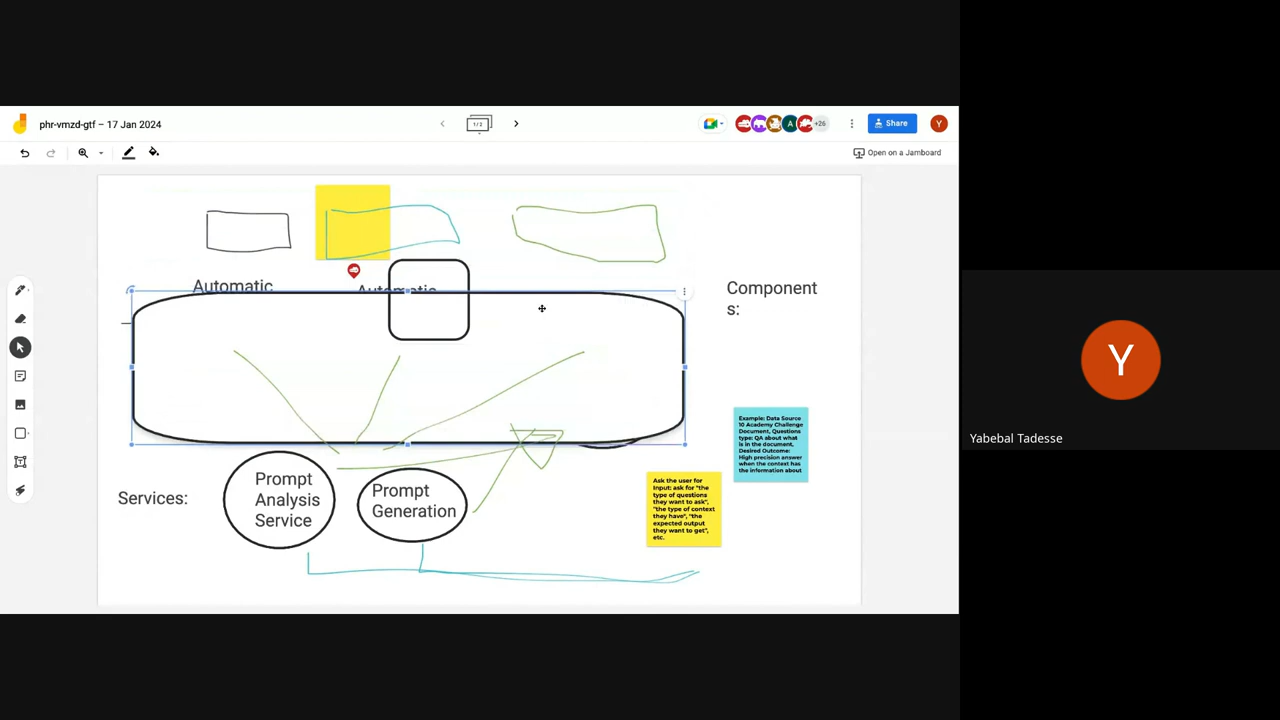 phr-vmzd-gtf – 17 Jan 2024
1/2
A
+26
Share
Y
Open on a Jamboard
Automatic
Automatic
Component
s:
Example: Data Source
10 Academy Challenge
Document, Questions
type: QA about what
is in the document,
Desired Outcome:
High precision answer
when the context has
the information about
Ask the user for
Input: ask for "the
type of questions
they want to ask",
"the type of context
they have", "the
expected output
they want to get",
etc.
Services:
Prompt
Analysis
Service
Prompt
Generation
Y
Yabebal Tadesse